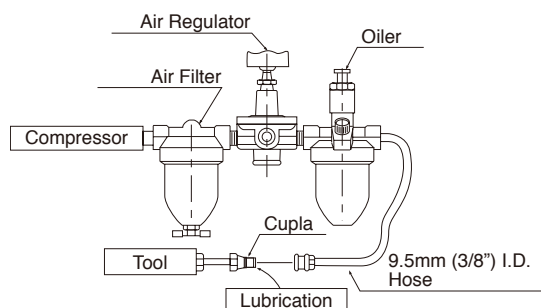 Air Regulator
Oiler
Air Filter
Compressor
Cupla
Tool
9.5mm (3/8”) I.D.
Hose
Lubrication